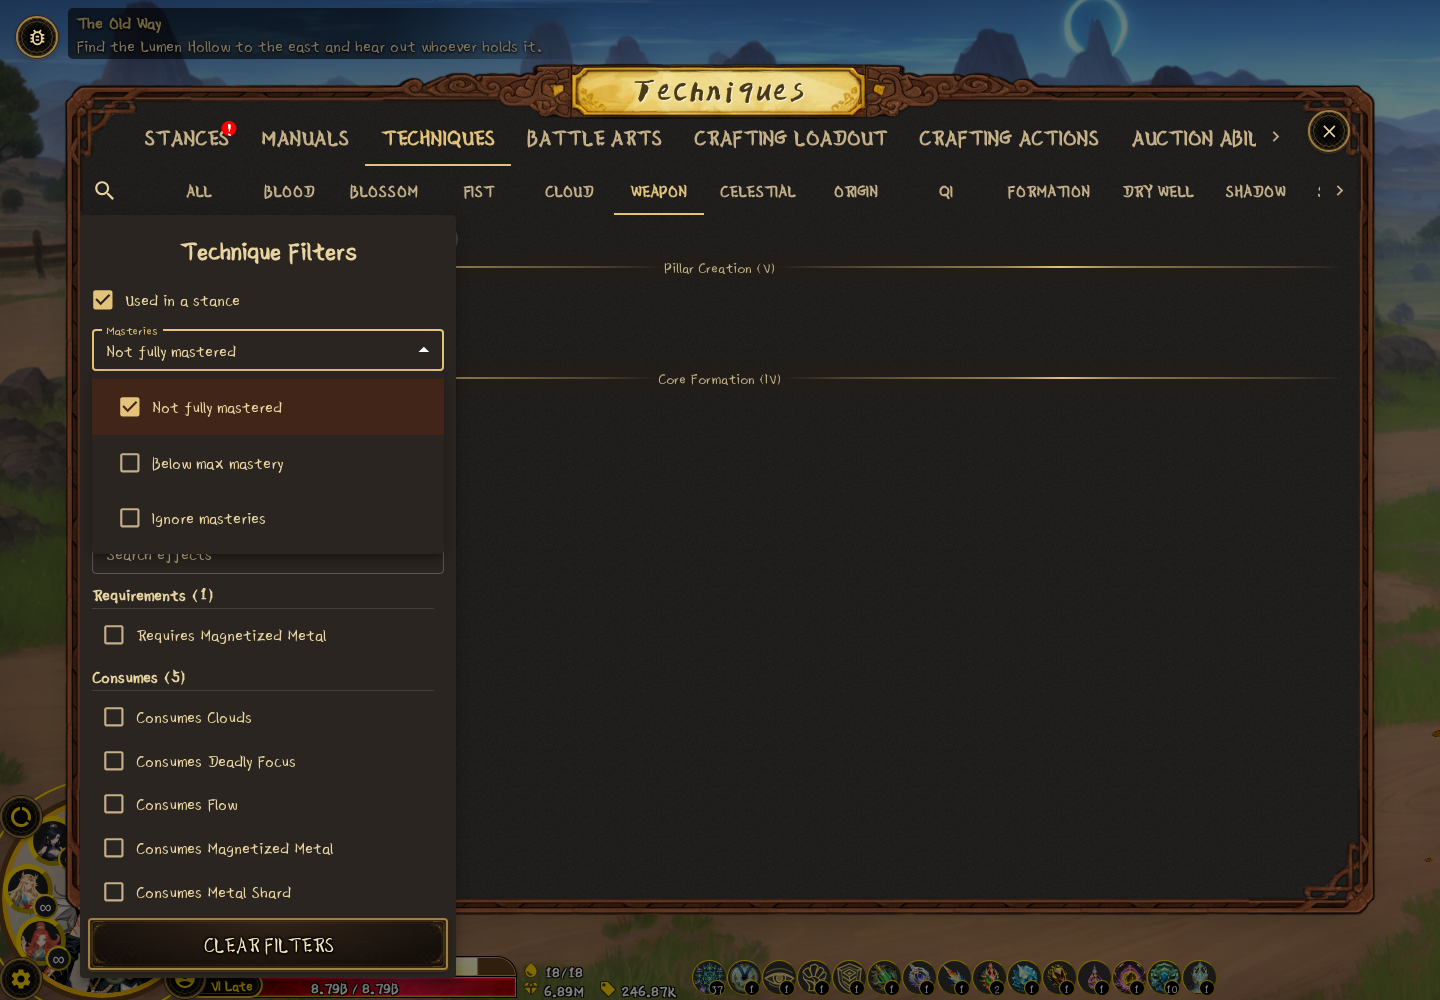 The Old Way
Find the Lumen Hollow to the east and hear out whoever holds it.
Techniques
STANCES
MANUALS
TECHNIQUES
BATTLE ARTS
CRAFTING LOADOUT
CRAFTING ACTIONS
AUCTION ABIL
ALL
BLOOD
BLOSSOM
FIST
CLOUD
WEAPON
CELESTIAL
ORIGIN
QI
FORMATION
DRY WELL
SHADOW
Technique Filters
Pillar Creation (V)
Used in a stance
Masteries
Not fully mastered
Core Formation (IV)
Not fully mastered
Below max mastery
Ignore masteries
Search effects
Requirements (1)
Requires Magnetized Metal
Consumes (5)
Consumes Clouds
Consumes Deadly Focus
Consumes Flow
Consumes Magnetized Metal
Consumes Metal Shard
CLEAR FILTERS
VI Late
8.79B / 8.79B
18/18
6.89M
246.87K